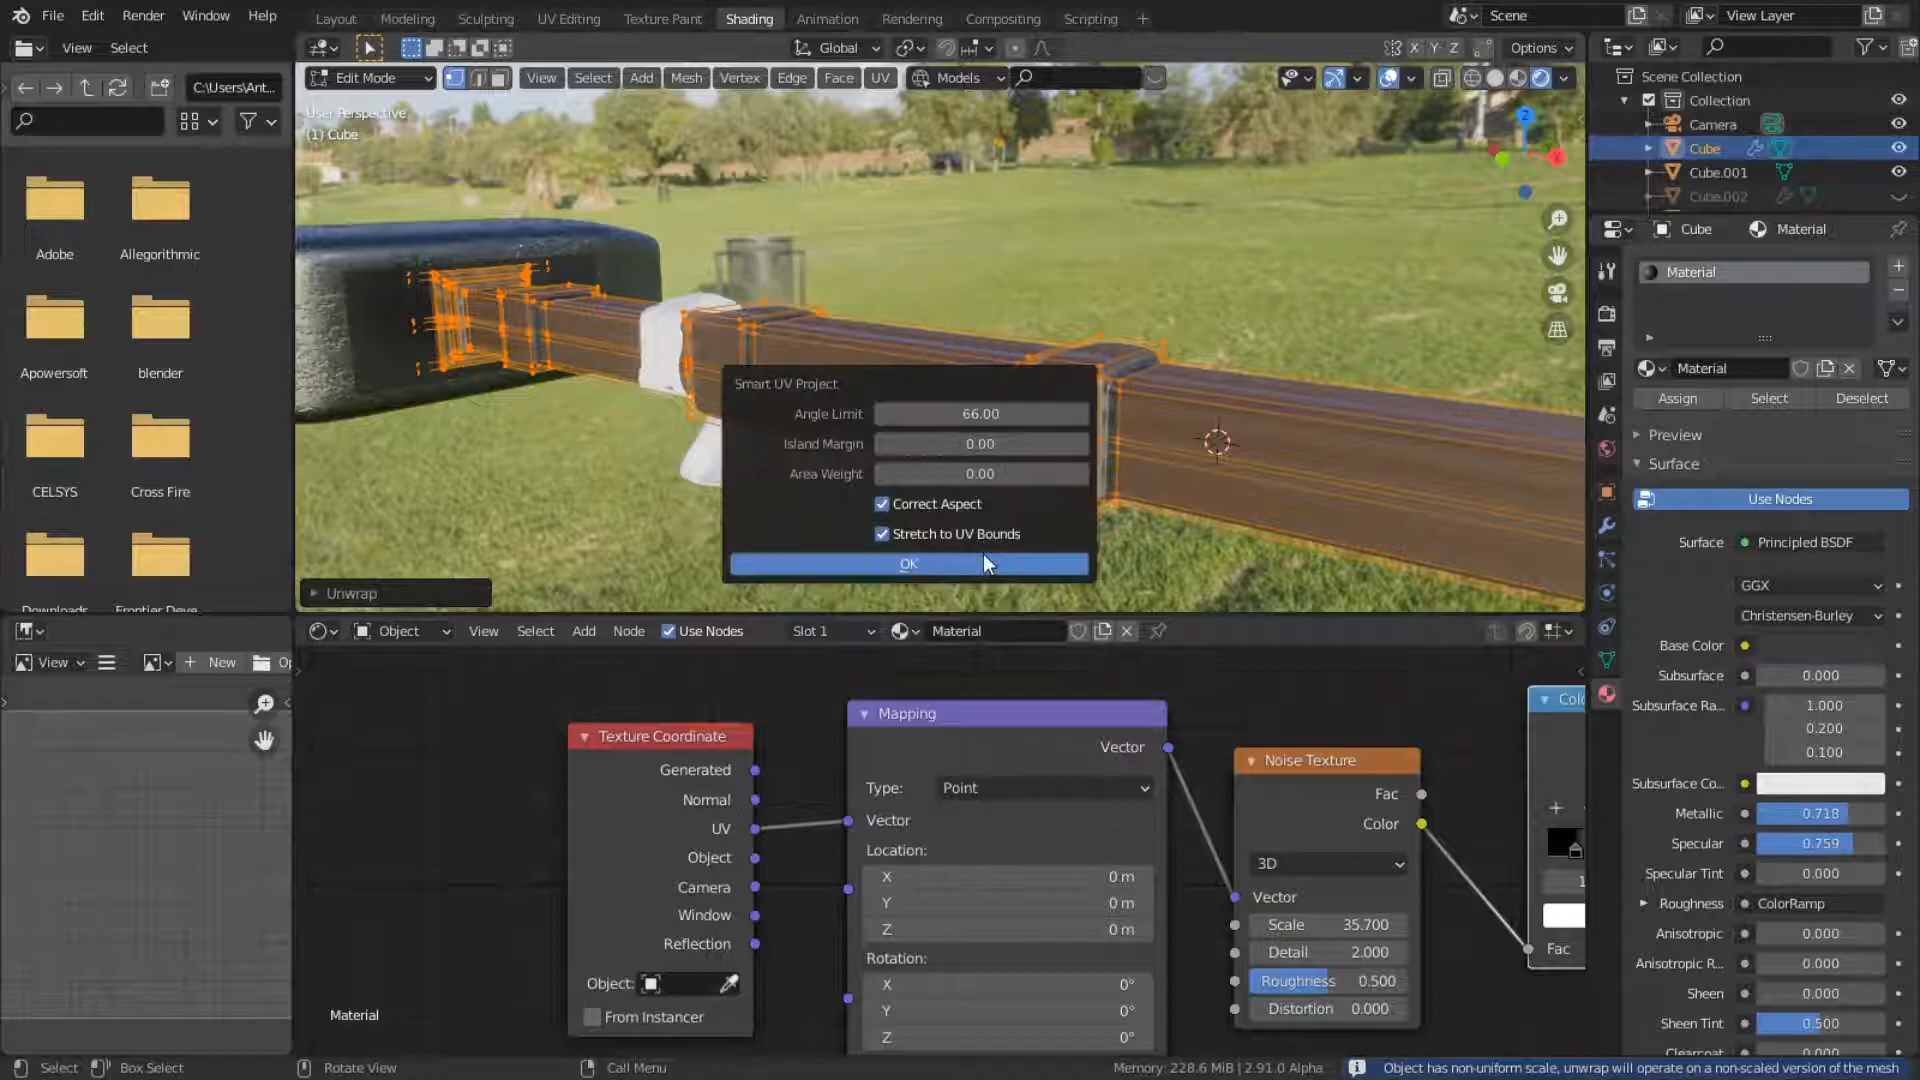 File Edit Render Window Help
Layout Modeling Sculpting UV Editing Texture Paint Shading Animation Rendering Compositing Scripting +
Scene
View Layer
View Select
Global
X Y Z
Options
C:\Users\Ant...
Edit Mode
View Select Add Mesh Vertex Edge Face UV
Models
User Perspective
(1) Cube
Z
X
Adobe
Allegorithmic
Apowersoft
blender
CELSYS
Cross Fire
Downloads
Frontier Deve
Smart UV Project
Angle Limit 66.00
Island Margin 0.00
Area Weight 0.00
Correct Aspect
Stretch to UV Bounds
OK
Unwrap
Scene Collection
Collection
Camera
Cube
Cube.001
Cube.002
Cube Material
Material
Material
Assign Select Deselect
Preview
Surface
Use Nodes
Surface Principled BSDF
GGX
Christensen-Burley
Base Color
Subsurface 0.000
Subsurface Ra... 1.000
0.200
0.100
Subsurface Co...
Metallic 0.718
Specular 0.759
Specular Tint 0.000
Roughness ColorRamp
Anisotropic 0.000
Anisotropic R... 0.000
Sheen 0.000
Sheen Tint 0.500
Clearcoat 0.000
View New Op
Object View Select Add Node Use Nodes Slot 1 Material
Texture Coordinate
Generated
Normal
UV
Object
Camera
Window
Reflection
Object:
From Instancer
Mapping
Vector
Type: Point
Vector
Location:
X 0 m
Y 0 m
Z 0 m
Rotation:
X 0°
Y 0°
Z 0°
Noise Texture
Fac
Color
3D
Vector
Scale 35.700
Detail 2.000
Roughness 0.500
Distortion 0.000
Colo
1
Fac
Material
Select Box Select Rotate View Call Menu
Memory: 228.6 MiB | 2.91.0 Alpha
Object has non-uniform scale, unwrap will operate on a non-scaled version of the mesh